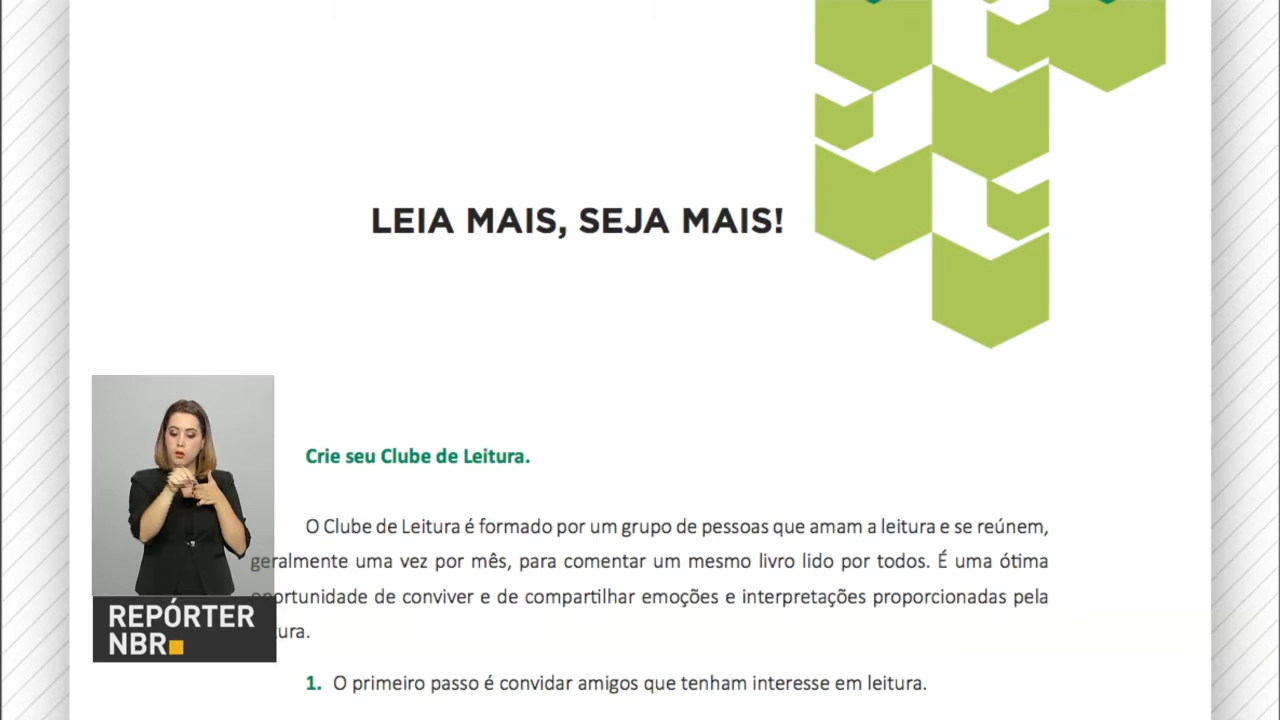 LEIA MAIS, SEJA MAIS!
Crie seu Clube de Leitura.
O Clube de Leitura é formado por um grupo de pessoas que amam a leitura e se reúnem,
geralmente uma vez por mês, para comentar um mesmo livro lido por todos. É uma ótima
oportunidade de conviver e de compartilhar emoções e interpretações proporcionadas pela
tura.
1. O primeiro passo é convidar amigos que tenham interesse em leitura.
REPÓRTER
NBR